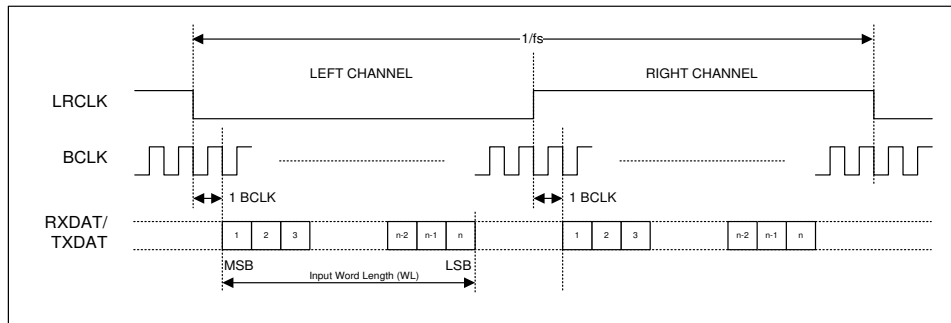 1/fs
LEFT CHANNEL RIGHT CHANNEL
LRCLK
BCLK
1 BCLK 1 BCLK
RXDAT/
TXDAT
1 2 3 n-2 n-1 n 1 2 3 n-2 n-1 n
MSB LSB
Input Word Length (WL)